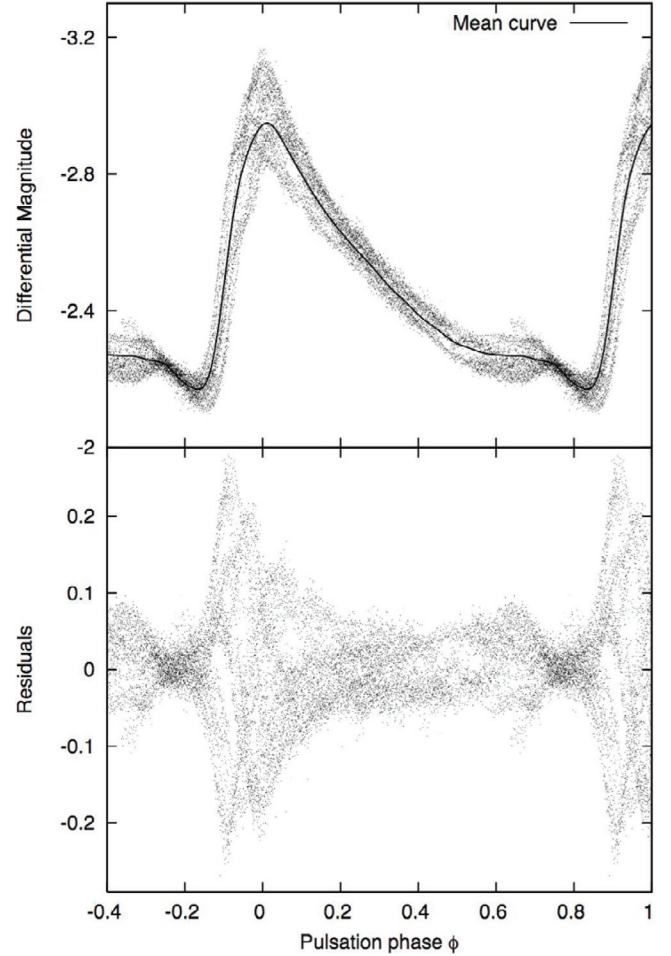 Mean curve
-3.2
-2.8
-2.4
-2
Differential Magnitude
0.2
0.1
0
-0.1
-0.2
Residuals
-0.4 -0.2 0 0.2 0.4 0.6 0.8 1
Pulsation phase ϕ